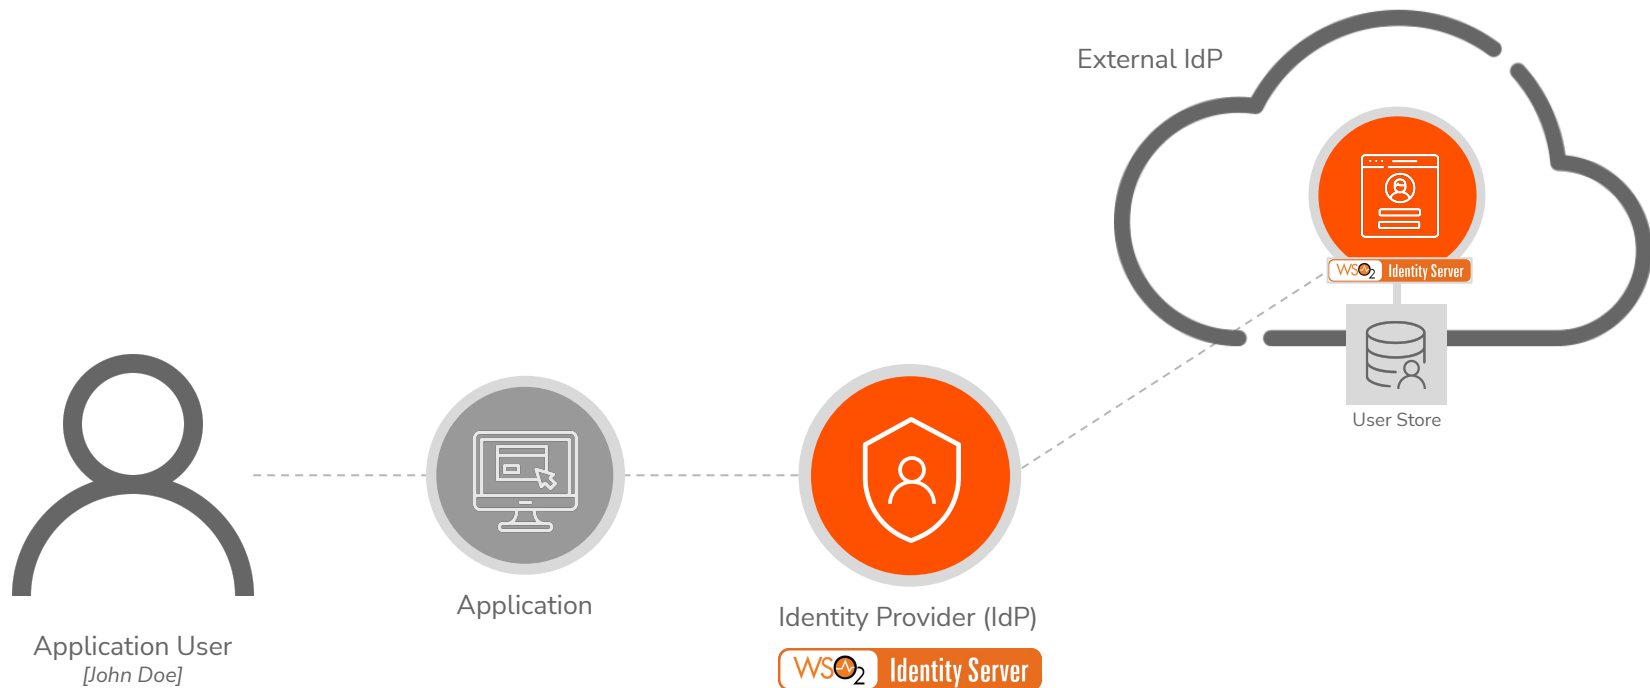 External IdP
WSO2 Identity Server
User Store
Application
Identity Provider (IdP)
Application User
[John Doe]
WSO2 Identity Server